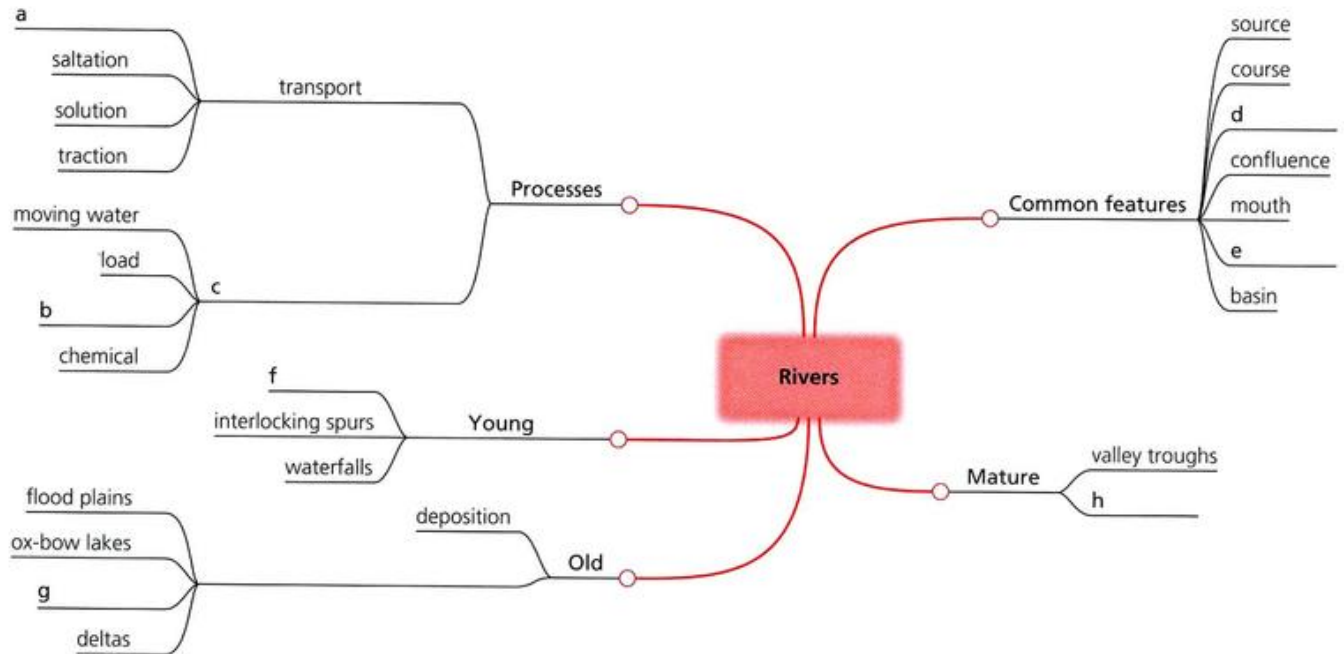 Rivers
Processes
transport
a
saltation
solution
traction
c
moving water
load
b
chemical
Common features
source
course
d
confluence
mouth
e
basin
Young
f
interlocking spurs
waterfalls
Old
deposition
flood plains
ox-bow lakes
g
deltas
Mature
valley troughs
h